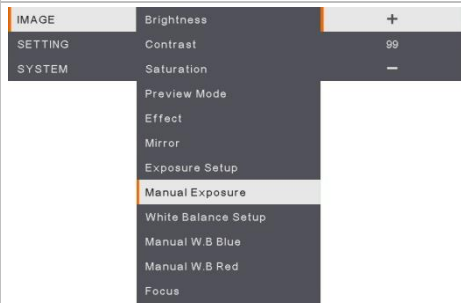 IMAGE
SETTING
SYSTEM
Brightness
Contrast
Saturation
Preview Mode
Effect
Mirror
Exposure Setup
Manual Exposure
White Balance Setup
Manual W.B Blue
Manual W.B Red
Focus
+
99
−